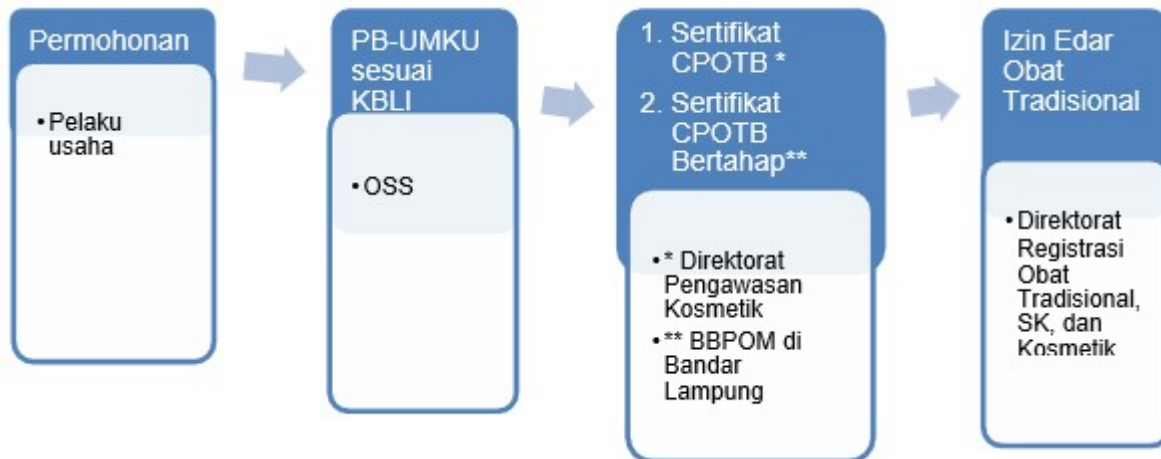 Permohonan
• Pelaku
usaha
PB-UMKU
sesuai
KBLI
• OSS
1. Sertifikat
CPOTB *
2. Sertifikat
CPOTB
Bertahap**
• * Direktorat
Pengawasan
Kosmetik
• ** BBPOM di
Bandar
Lampung
Izin Edar
Obat
Tradisional
• Direktorat
Registrasi
Obat
Tradisional,
SK, dan
Kosmetik